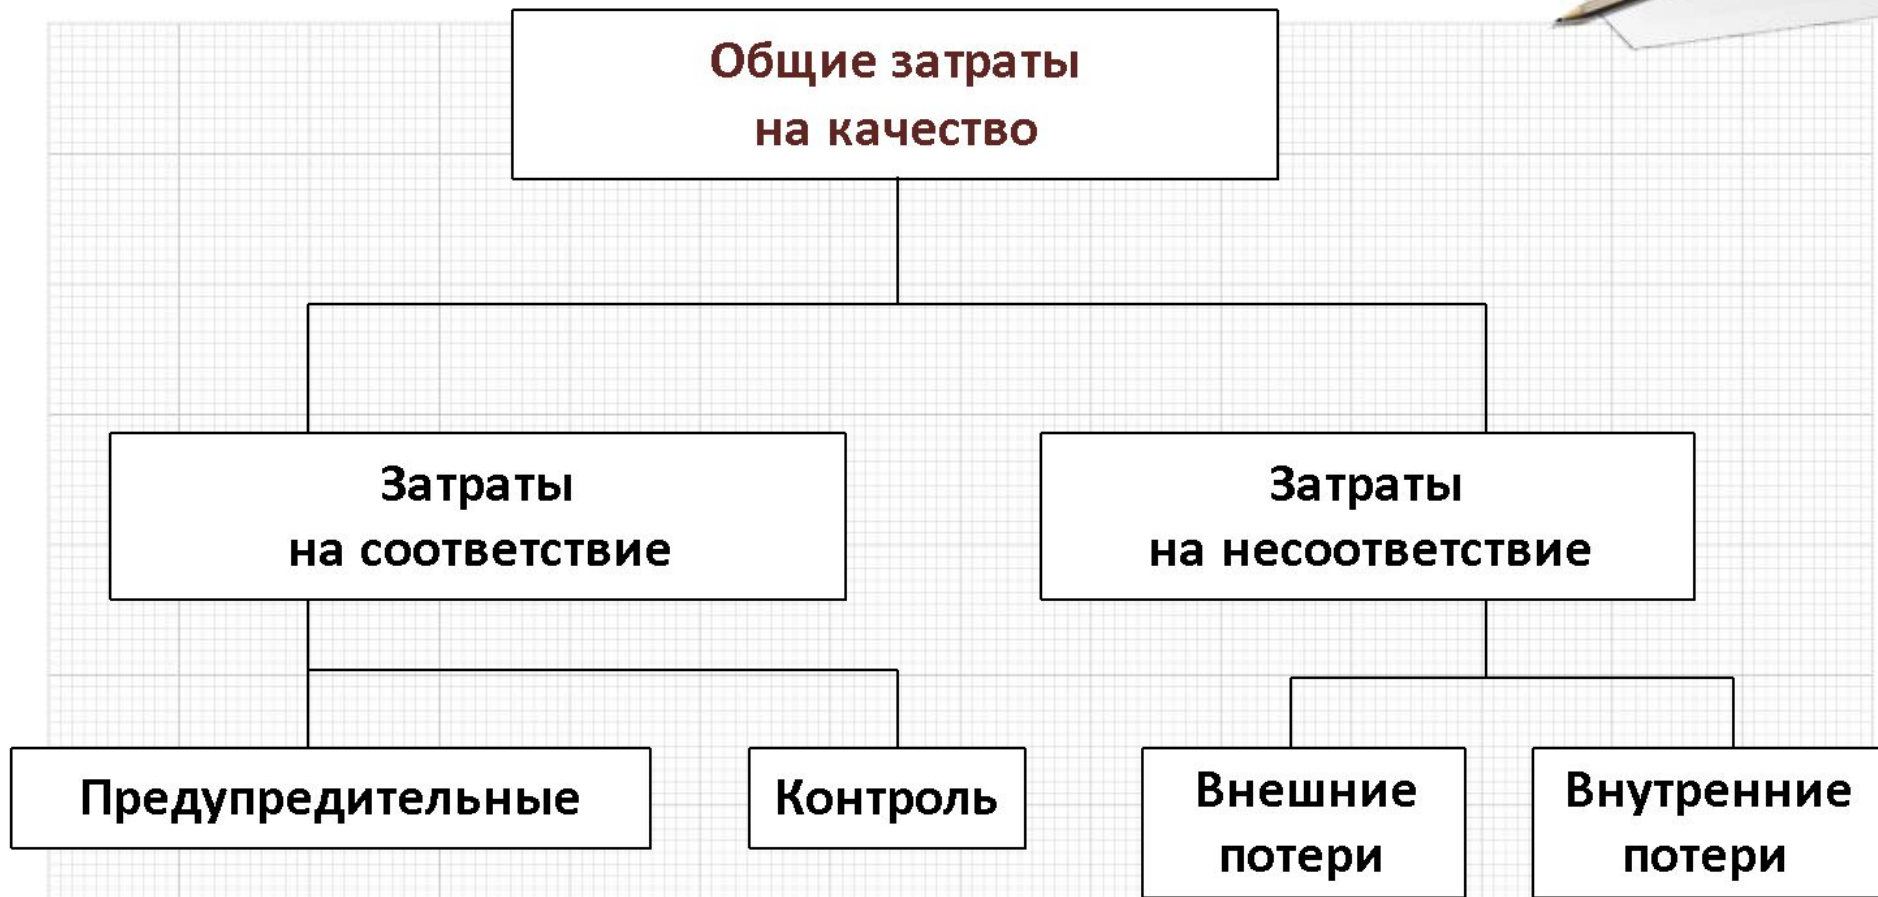 Общие затраты
на качество
Затраты
на соответствие
Затраты
на несоответствие
Предупредительные
Контроль
Внешние
потери
Внутренние
потери